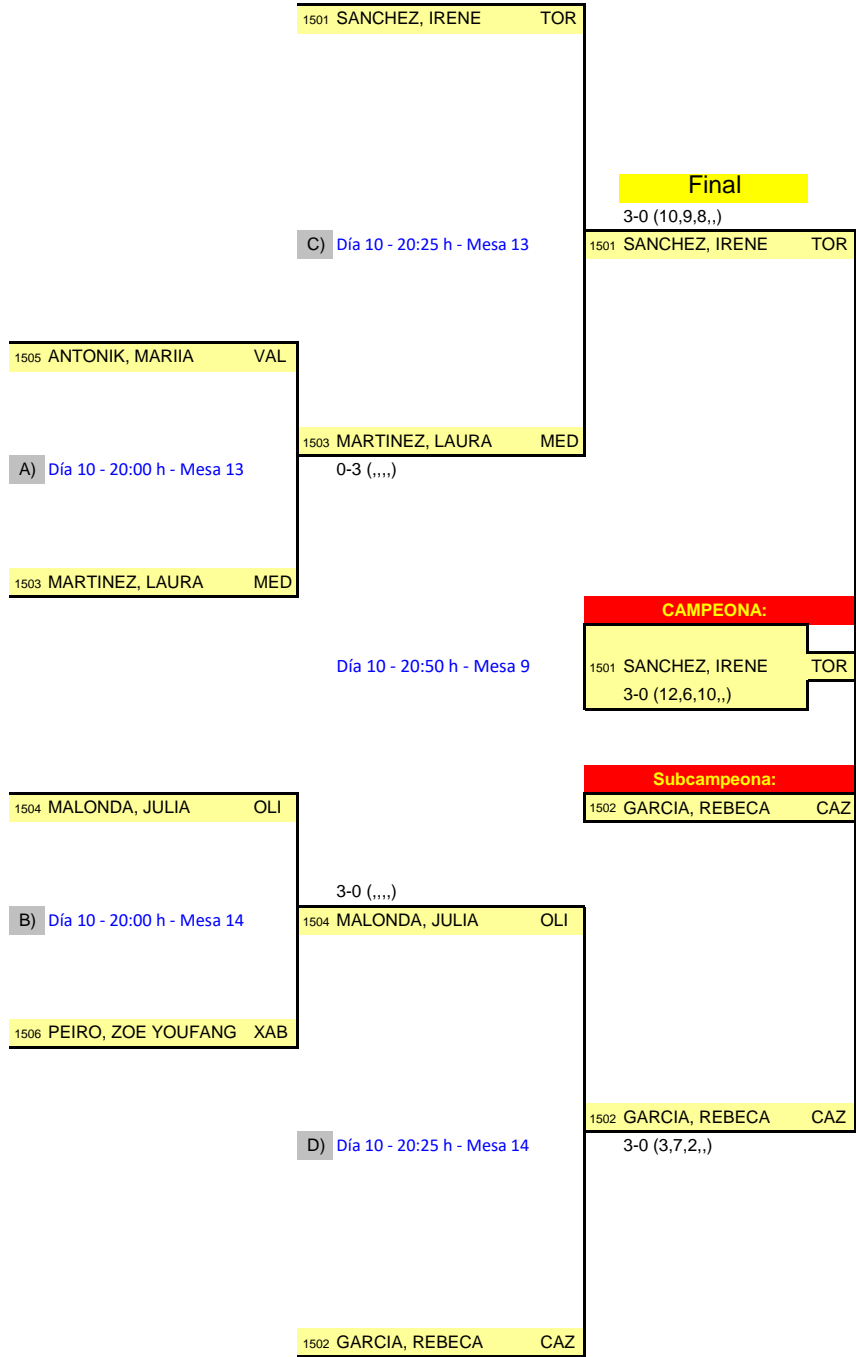 1501 SANCHEZ, IRENE TOR
Final
3-0 (10,9,8,,)
C) Día 10 - 20:25 h - Mesa 13
1501 SANCHEZ, IRENE TOR
1505 ANTONIK, MARIIA VAL
1503 MARTINEZ, LAURA MED
A) Día 10 - 20:00 h - Mesa 13
0-3 (,,,,)
1503 MARTINEZ, LAURA MED
CAMPEONA:
Día 10 - 20:50 h - Mesa 9
1501 SANCHEZ, IRENE TOR
3-0 (12,6,10,,)
Subcampeona:
1504 MALONDA, JULIA OLI
1502 GARCIA, REBECA CAZ
3-0 (,,,,)
B) Día 10 - 20:00 h - Mesa 14
1504 MALONDA, JULIA OLI
1506 PEIRO, ZOE YOUFANG XAB
1502 GARCIA, REBECA CAZ
D) Día 10 - 20:25 h - Mesa 14
3-0 (3,7,2,,)
1502 GARCIA, REBECA CAZ